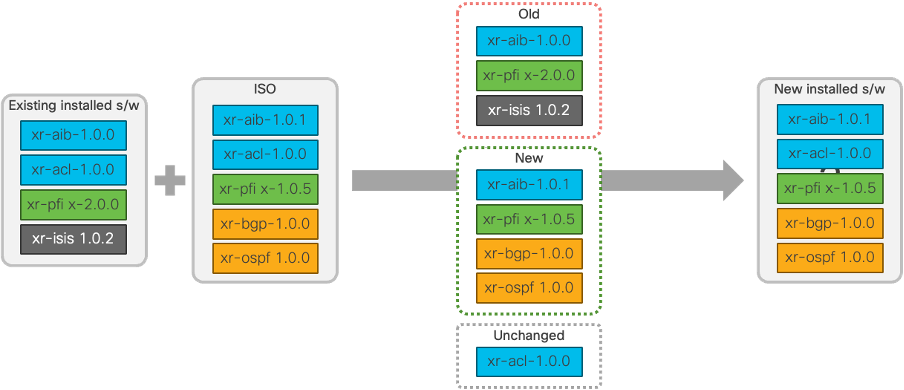 Existing installed s/w
xr-aib-1.0.0
xr-acl-1.0.0
xr-pfi x-2.0.0
xr-isis 1.0.2
ISO
xr-aib-1.0.1
xr-acl-1.0.0
xr-pfi x-1.0.5
xr-bgp-1.0.0
xr-ospf 1.0.0
Old
xr-aib-1.0.0
xr-pfi x-2.0.0
xr-isis 1.0.2
New
xr-aib-1.0.1
xr-pfi x-1.0.5
xr-bgp-1.0.0
xr-ospf 1.0.0
Unchanged
xr-acl-1.0.0
New installed s/w
xr-aib-1.0.1
xr-acl-1.0.0
xr-pfi x-1.0.5
xr-bgp-1.0.0
xr-ospf 1.0.0